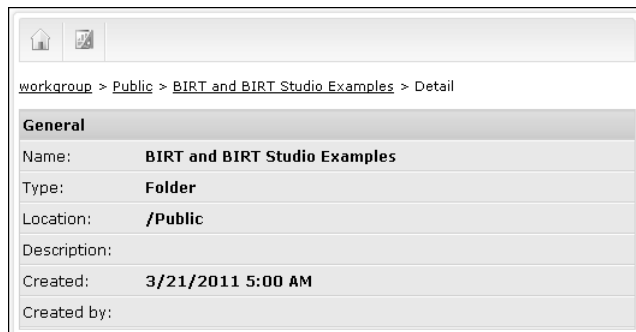 workgroup > Public > BIRT and BIRT Studio Examples > Detail
General
Name: BIRT and BIRT Studio Examples
Type: Folder
Location: /Public
Description:
Created: 3/21/2011 5:00 AM
Created by: